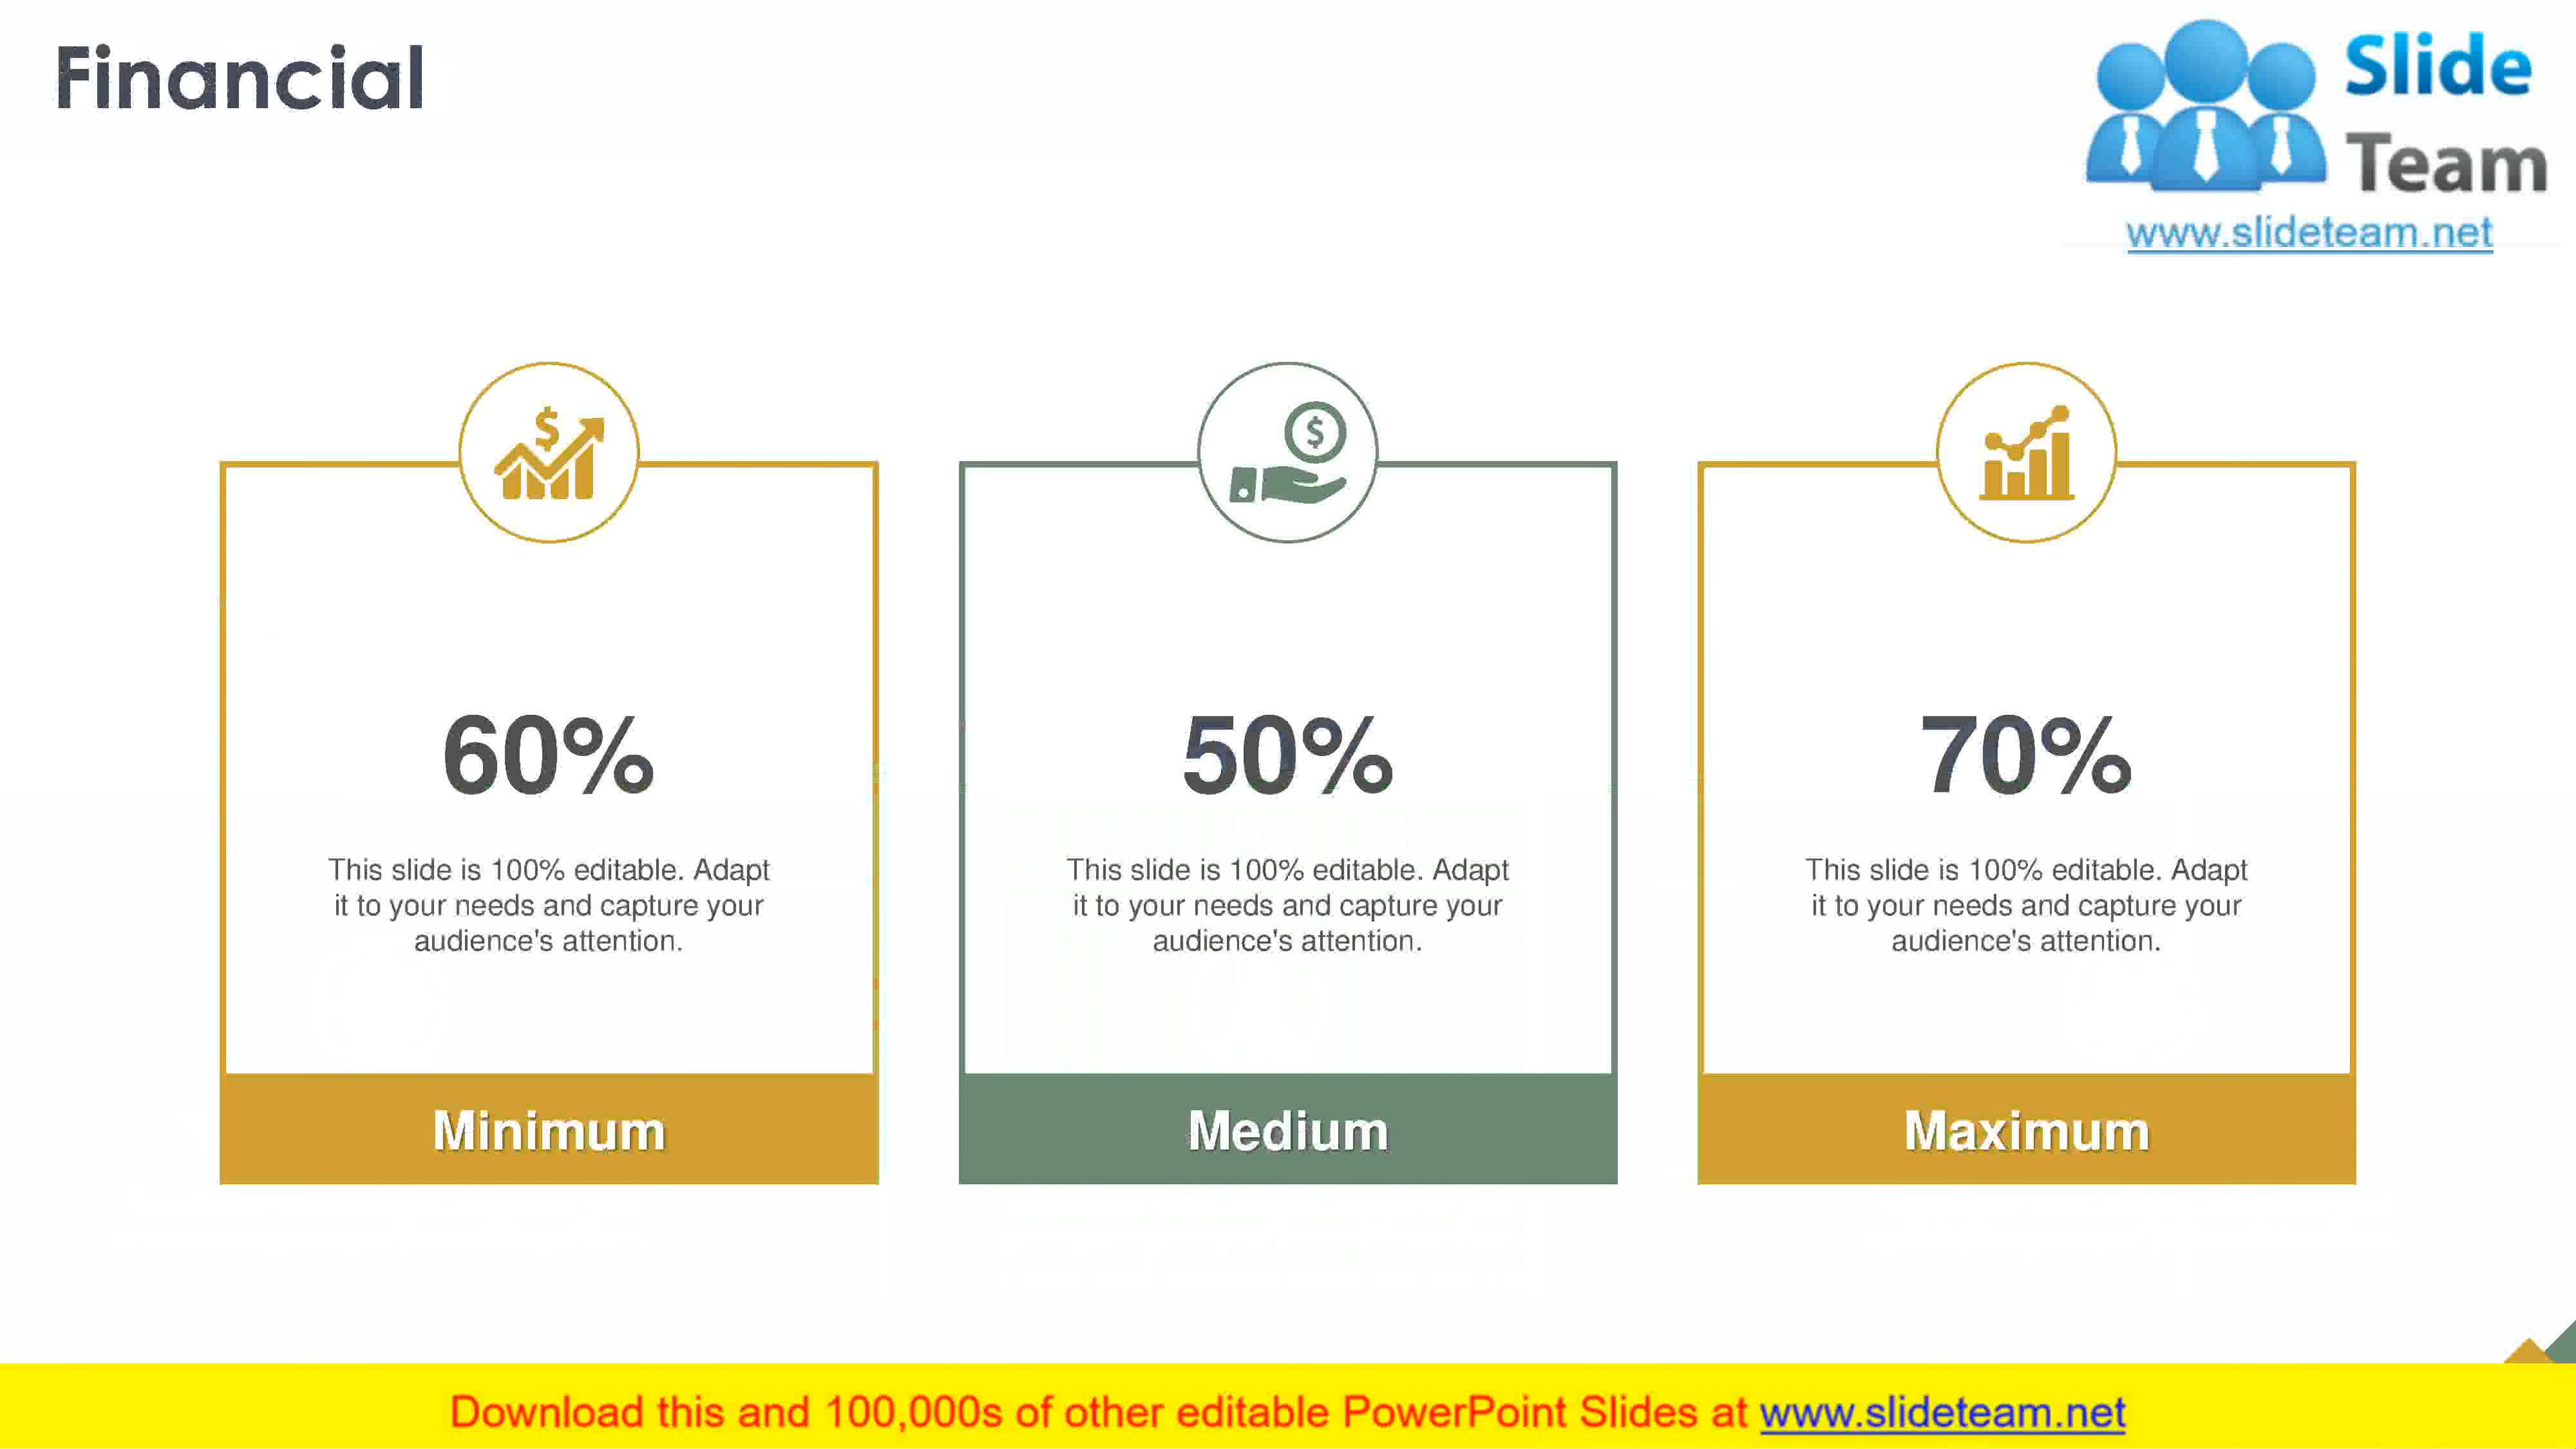 Financial
Slide
Team
www.slideteam.net
$
$
60%
50%
70%
This slide is 100% editable. Adapt
it to your needs and capture your
audience's attention.
This slide is 100% editable. Adapt
it to your needs and capture your
audience's attention.
This slide is 100% editable. Adapt
it to your needs and capture your
audience's attention.
Minimum
Medium
Maximum
Download this and 100,000s of other editable PowerPoint Slides at www.slideteam.net